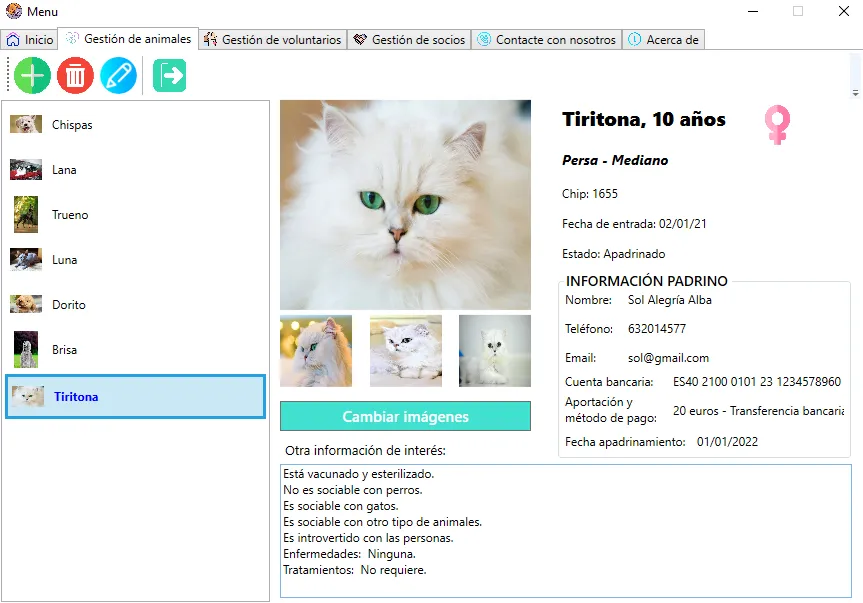 Menu
Inicio
Gestión de animales
Gestión de voluntarios
Gestión de socios
Contacte con nosotros
Acerca de
Chispas
Lana
Trueno
Luna
Dorito
Brisa
Tiritona
Cambiar imágenes
Tiritona, 10 años
Persa - Mediano
Chip: 1655
Fecha de entrada: 02/01/21
Estado: Apadrinado
INFORMACIÓN PADRINO
Nombre: Sol Alegría Alba
Teléfono: 632014577
Email: sol@gmail.com
Cuenta bancaria: ES40 2100 0101 23 1234578960
Aportación y
método de pago: 20 euros - Transferencia bancaria
Fecha apadrinamiento: 01/01/2022
Otra información de interés:
Está vacunado y esterilizado.
No es sociable con perros.
Es sociable con gatos.
Es sociable con otro tipo de animales.
Es introvertido con las personas.
Enfermedades: Ninguna.
Tratamientos: No requiere.